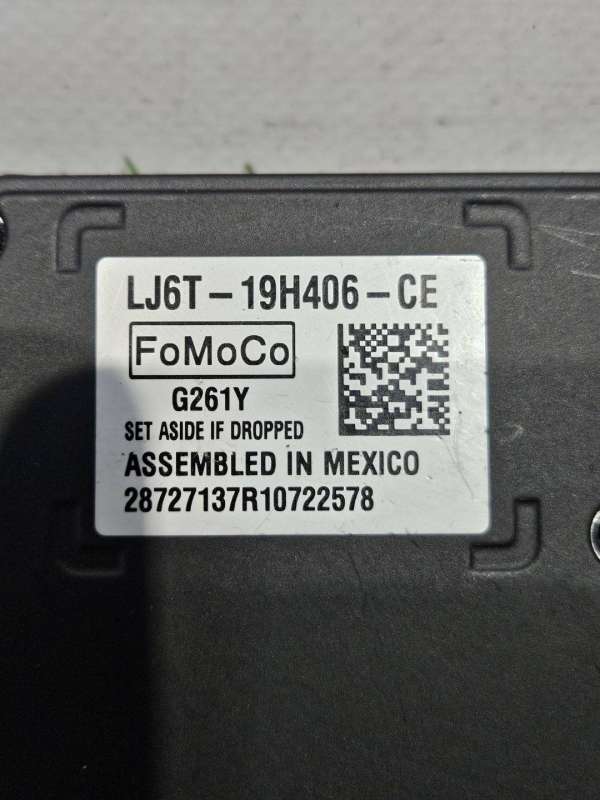 LJ6T-19H406-CE
FoMoCo
G261Y
SET ASIDE IF DROPPED
ASSEMBLED IN MEXICO
28727137R10722578